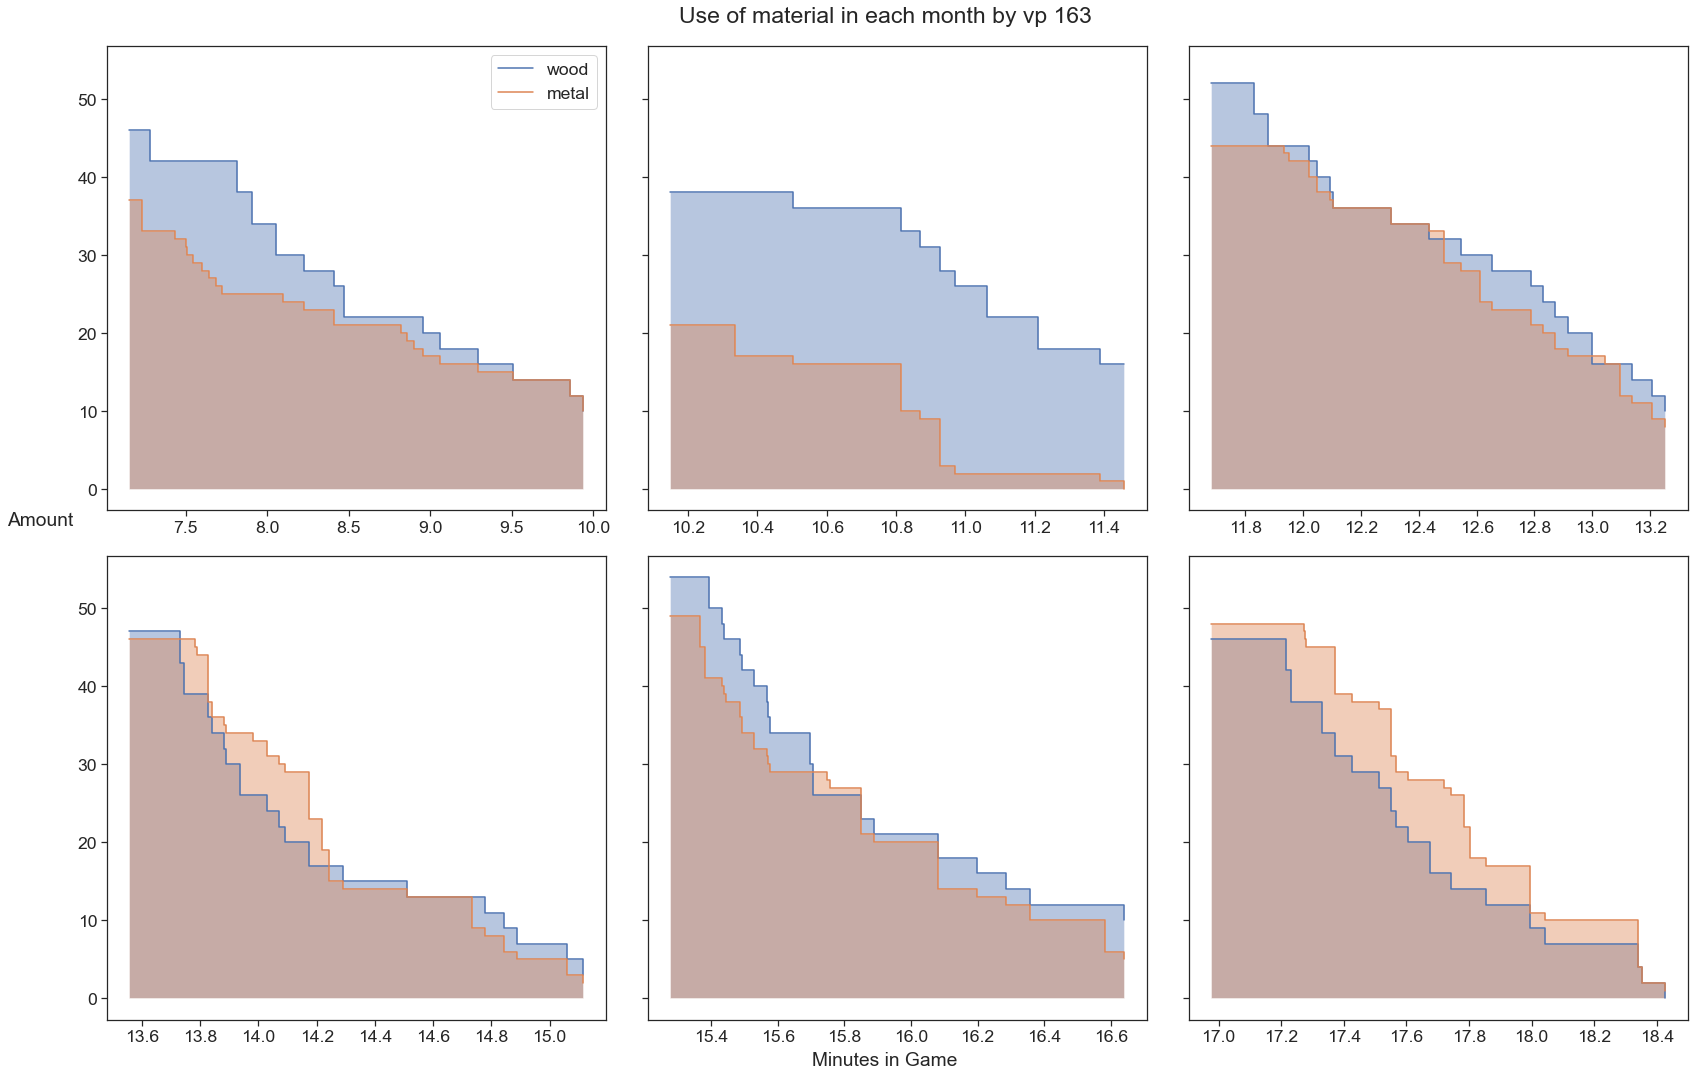 Use of material in each month by vp 163
wood
metal
50
40
30
20
10
0
7.5 8.0 8.5 9.0 9.5 10.0
10.2 10.4 10.6 10.8 11.0 11.2 11.4
11.8 12.0 12.2 12.4 12.6 12.8 13.0 13.2
Amount
50
40
30
20
10
0
13.6 13.8 14.0 14.2 14.4 14.6 14.8 15.0
15.4 15.6 15.8 16.0 16.2 16.4 16.6
17.0 17.2 17.4 17.6 17.8 18.0 18.2 18.4
Minutes in Game